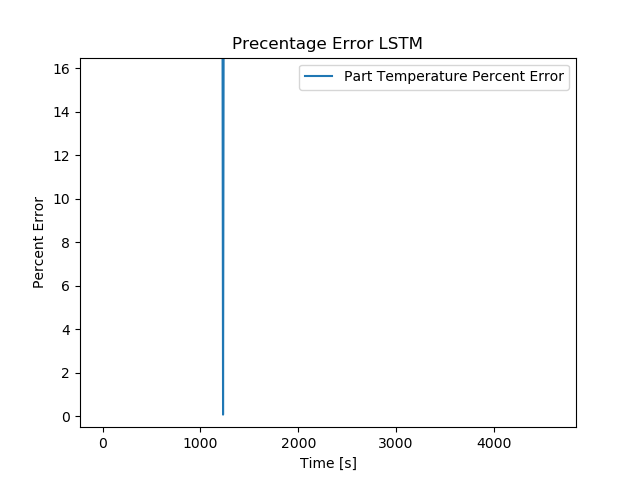 Precentage Error LSTM
Part Temperature Percent Error
Percent Error
16
14
12
10
8
6
4
2
0
0 1000 2000 3000 4000
Time [s]